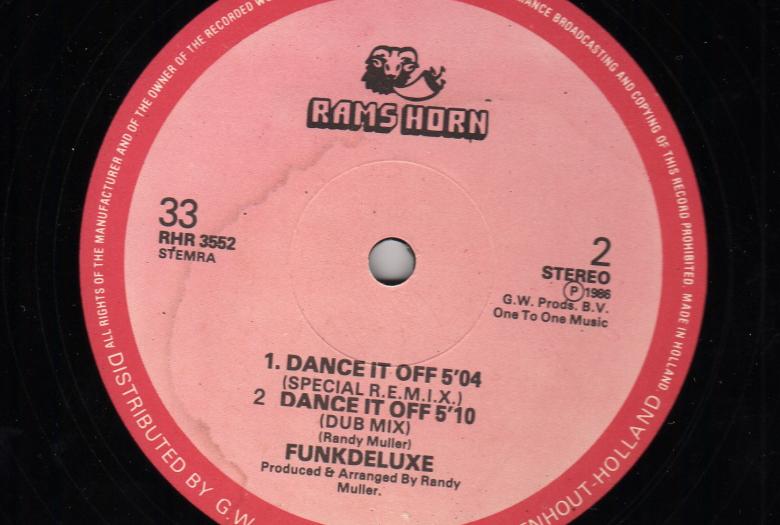 RAMS HORN
33
RHR 3552
STEMRA
2
STEREO
℗ 1986
G.W. Prods. B.V.
One To One Music
1. DANCE IT OFF 5'04
(SPECIAL R.E.M.I.X.)
2 DANCE IT OFF 5'10
(DUB MIX)
(Randy Muller)
FUNKDELUXE
Produced & Arranged By Randy
Muller.
ALL RIGHTS OF THE MANUFACTURER AND OF THE OWNER OF THE RECORDED
BROADCASTING AND COPYING OF THIS RECORD PROHIBITED. MADE IN HOLLAND
DISTRIBUTED BY G.W.
HOUT-HOLLAND